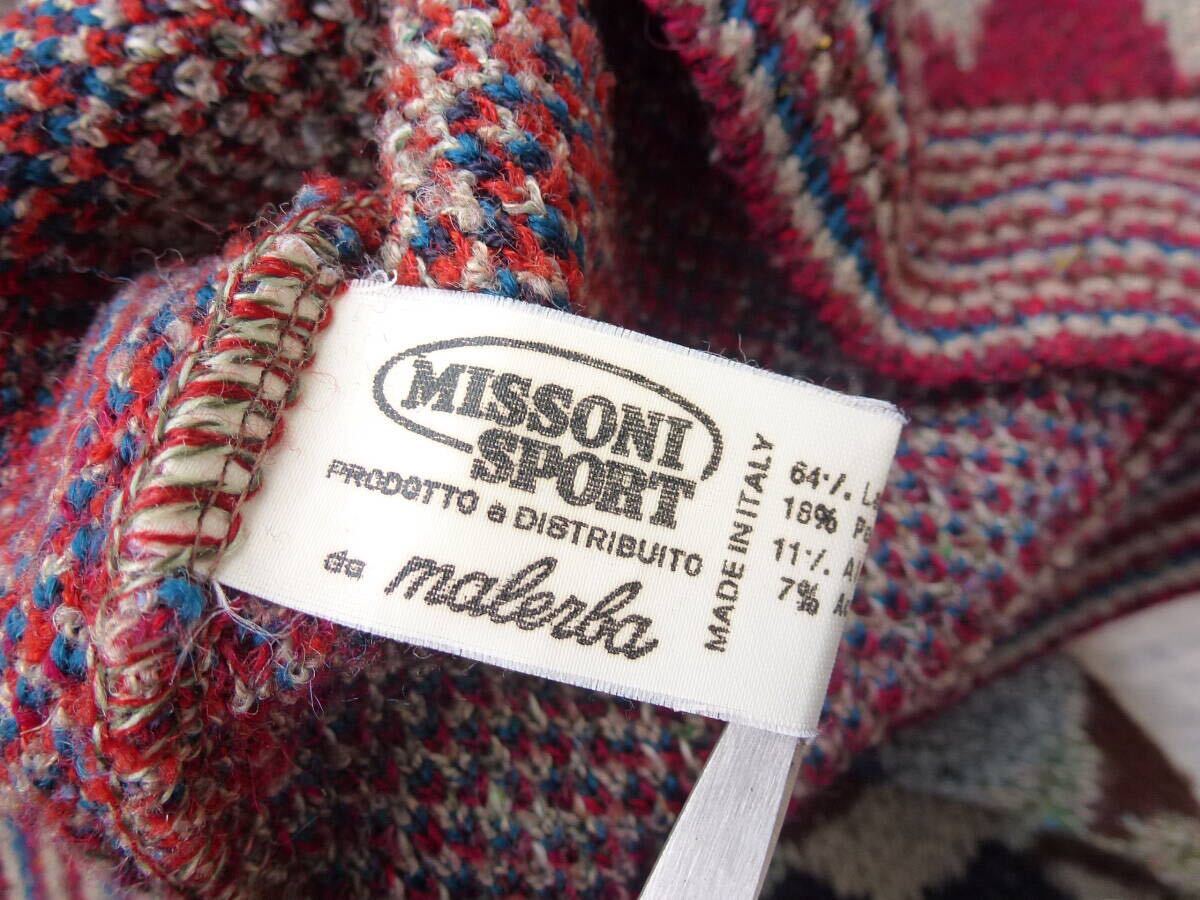 MISSONI
SPORT
PRODOTTO e DISTRIBUITO
da malerba
MADE IN ITALY
64%
18%
11%
7%